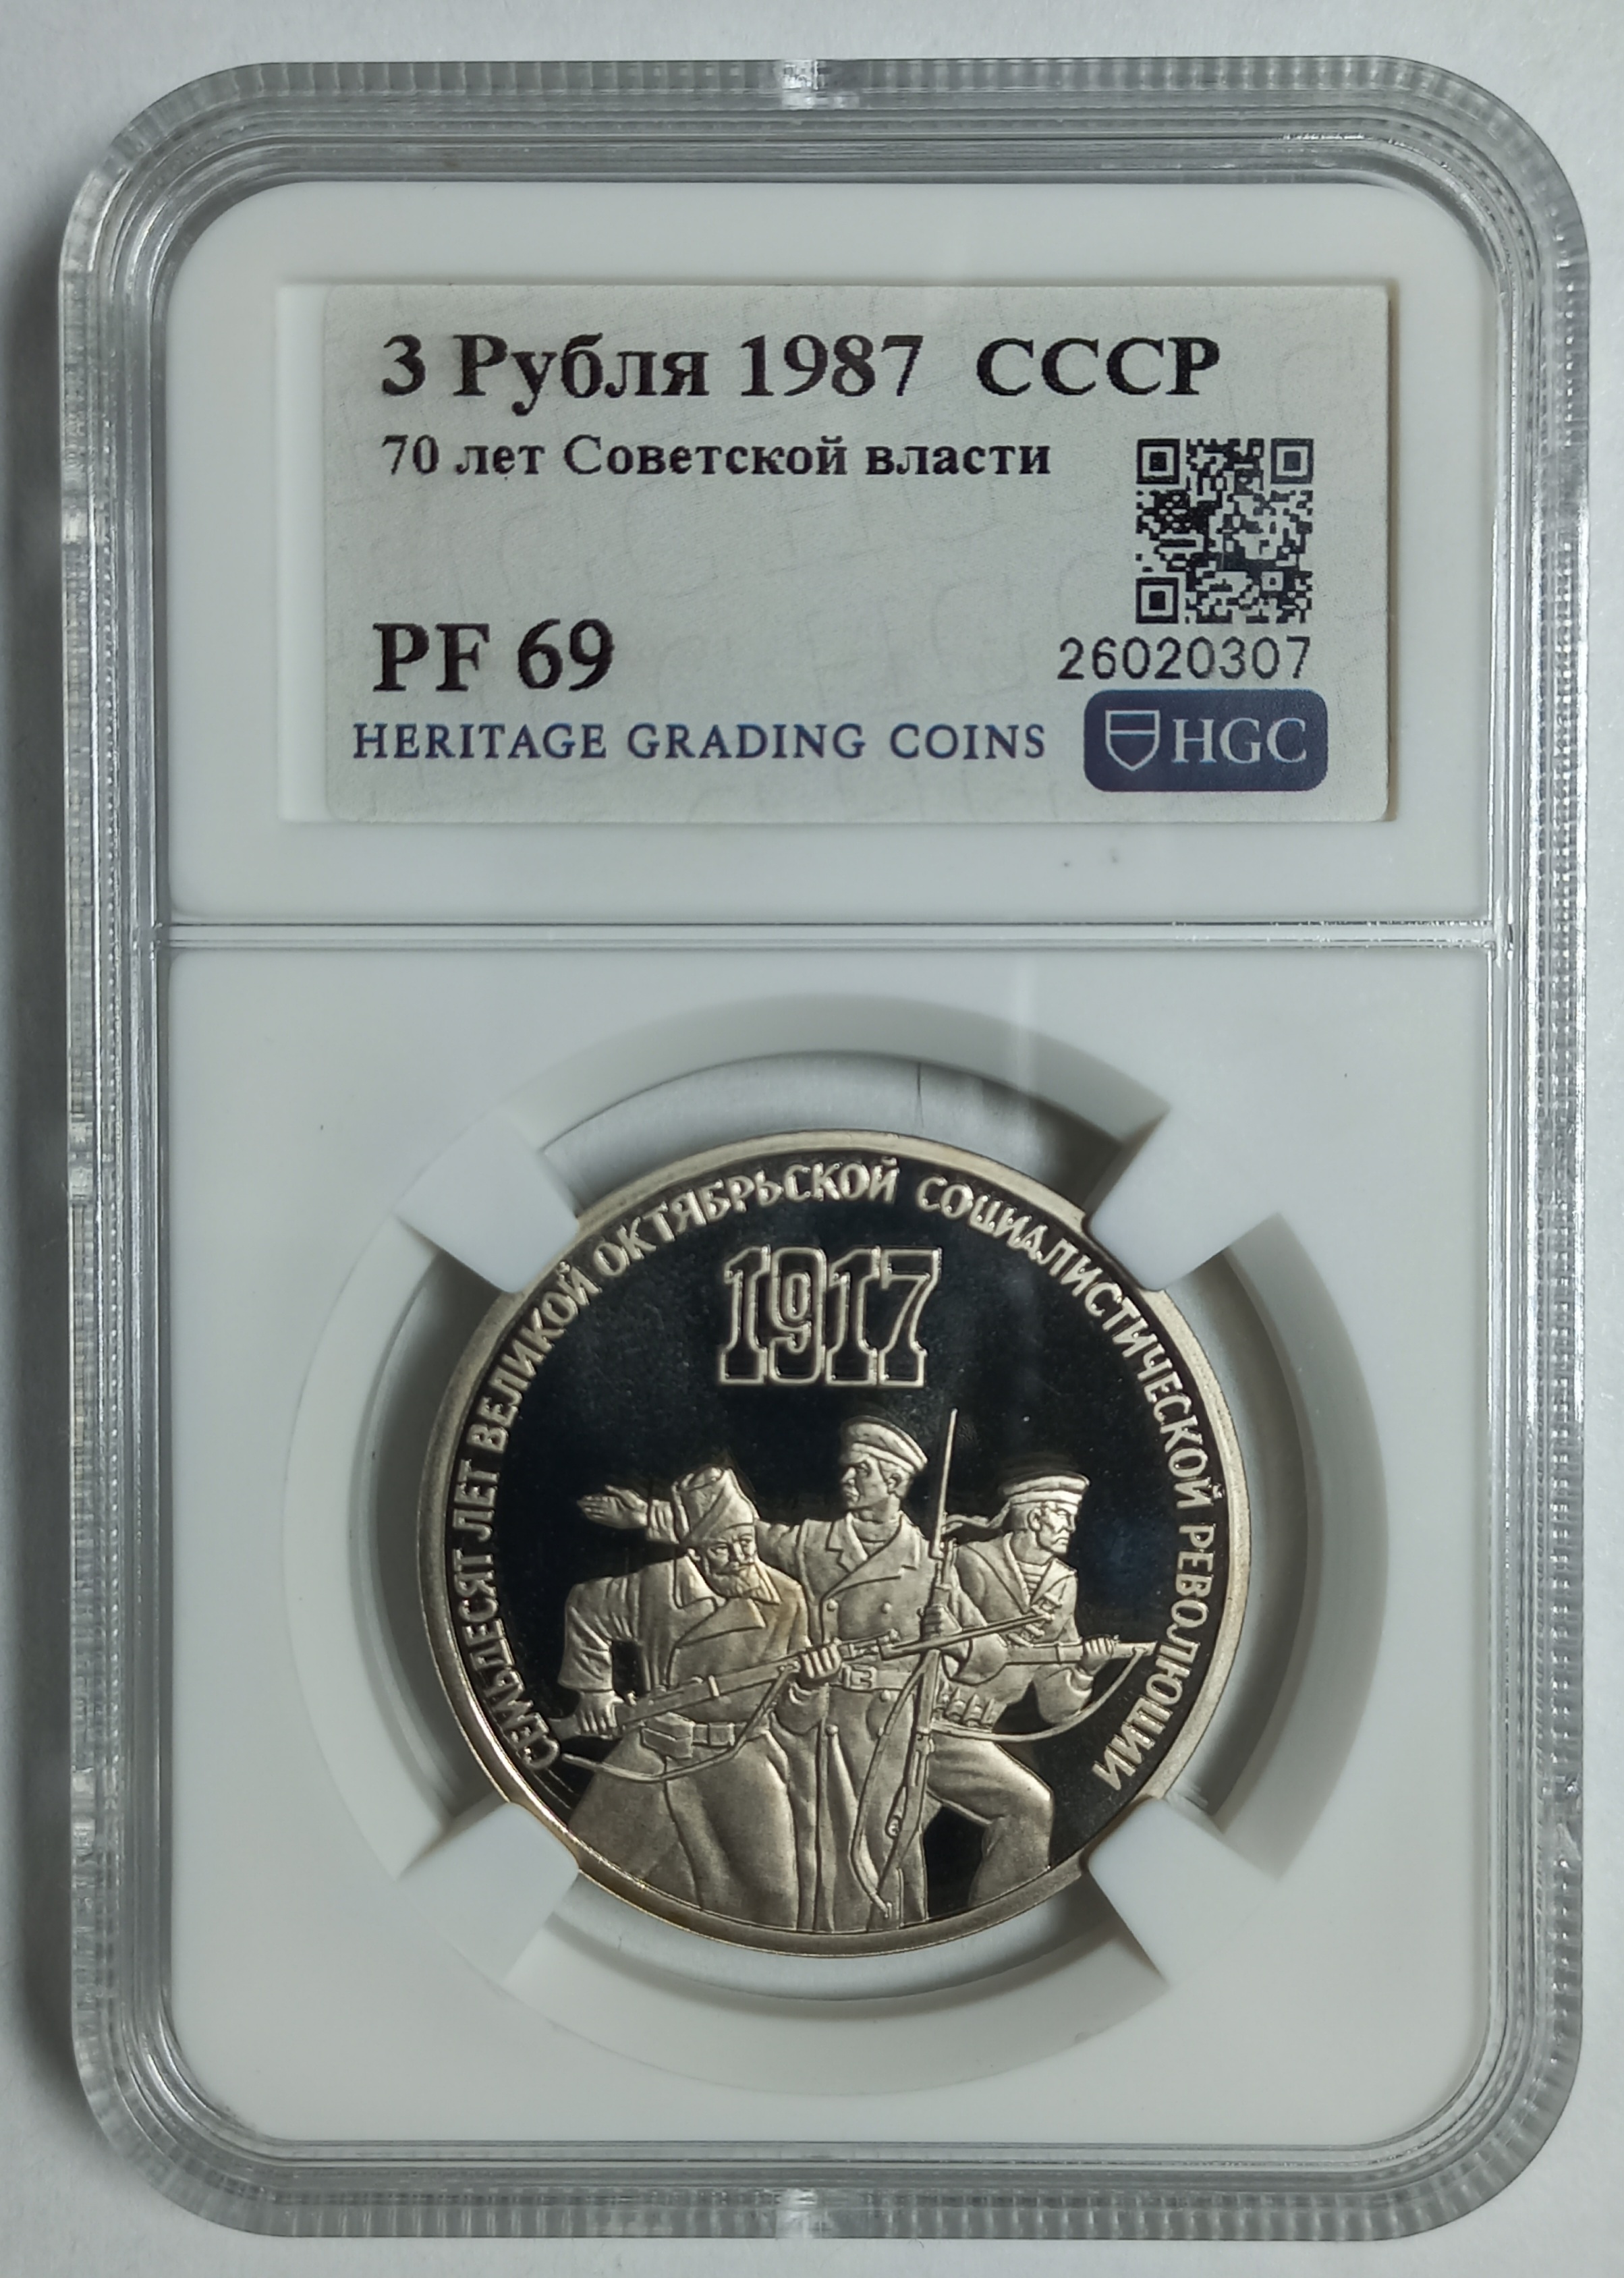 3 Рубля 1987 СССР
70 лет Советской власти
PF 69
26020307
HERITAGE GRADING COINS
HGC
СЕМЬДЕСЯТ ЛЕТ ВЕЛИКОЙ ОКТЯБРЬСКОЙ СОЦИАЛИСТИЧЕСКОЙ РЕВОЛЮЦИИ
1917